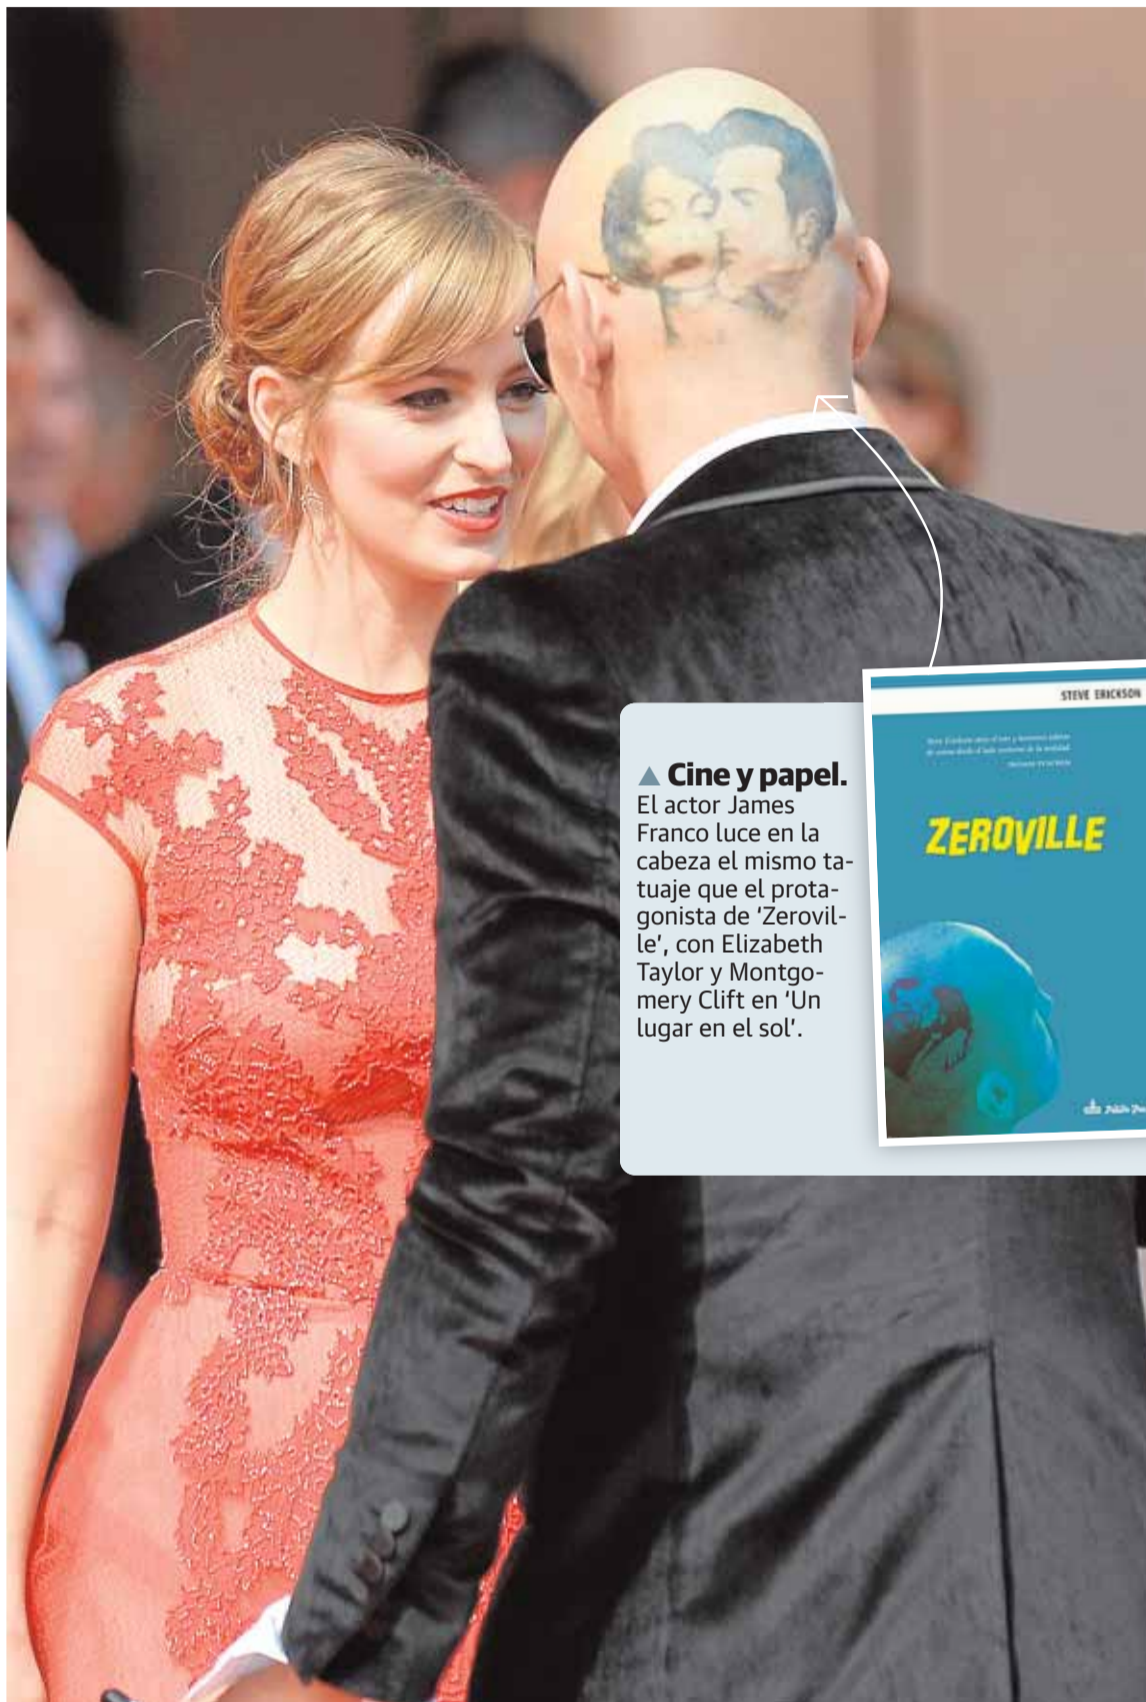 ▲ Cine y papel.
El actor James
Franco luce en la
cabeza el mismo ta-
tuaje que el prota-
gonista de ‘Zerovil-
le’, con Elizabeth
Taylor y Montgo-
mery Clift en ‘Un
lugar en el sol’.
STEVE ERICKSON
ZEROVILLE